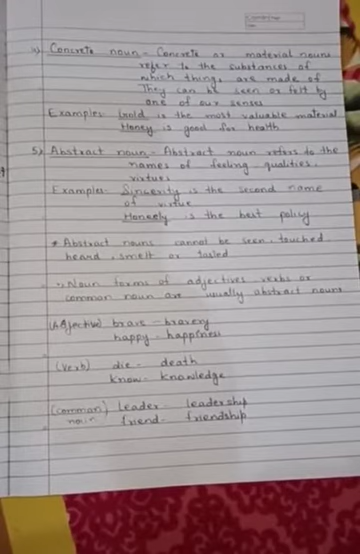 4) Concrete noun - Concrete or material nouns
refer to the substances of
which things are made of
They can be seen or felt by
one of our senses
Examples: Gold is the most valuable material
Honey is good for health
5) Abstract noun - Abstract noun refers to the
names of feeling qualities,
virtues
Examples - Sincerity is the second name
of virtue
Honesty is the best policy
* Abstract nouns cannot be seen, touched
heard, smelt or tasted
Noun forms of adjectives verbs or
common noun are usually abstract nouns
(Adjective) brave - bravery
happy - happiness
(Verb) die - death
know - knowledge
(common) leader - leadership
noun friend - friendship